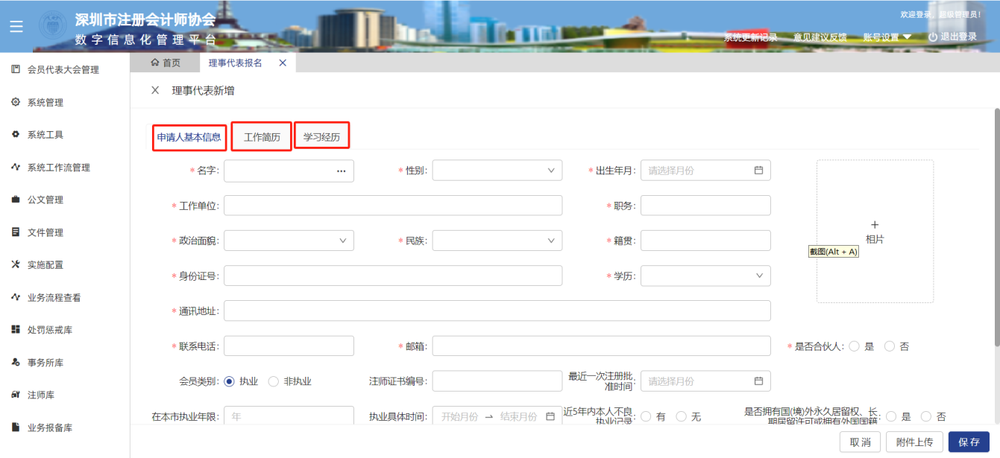 深圳市注册会计师协会
数字信息化管理平台
欢迎登录，超级管理员！
系统更新记录 意见建议反馈 账号设置 退出登录
会员代表大会管理
系统管理
系统工具
系统工作流管理
公文管理
文件管理
实施配置
业务流程查看
处罚惩戒库
事务所库
注师库
业务报备库
首页 理事代表报名
理事代表新增
申请人基本信息 工作简历 学习经历
* 名字: ... * 性别: * 出生年月: 请选择月份
* 工作单位: * 职务:
+
相片
截图(Alt + A)
* 政治面貌: * 民族: * 籍贯:
* 身份证号: * 学历:
* 通讯地址:
* 联系电话: * 邮箱: * 是否合伙人: 是 否
会员类别: 执业 非执业 注师证书编号: 最近一次注册批
准时间: 请选择月份
在本市执业年限: 年 执业具体时间: 开始月份 → 结束月份 近5年内本人不良
执业记录: 有 无 是否拥有国(境)外永久居留权、长
期居留许可或拥有外国国籍: 是 否
取消 附件上传 保存